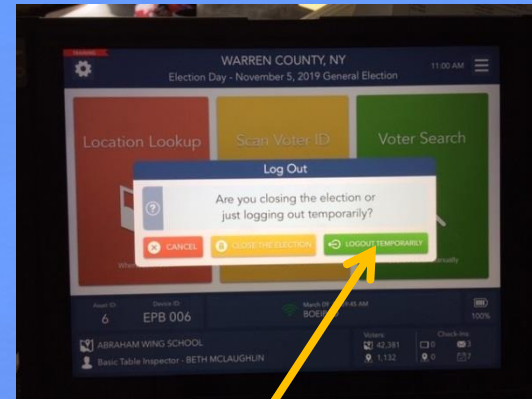 WARREN COUNTY, NY
Election Day - November 5, 2019 General Election
11:00 AM
Location Lookup
Scan Voter ID
Voter Search
Log Out
Are you closing the election or
just logging out temporarily?
CANCEL
CLOSE THE ELECTION
LOGOUT TEMPORARILY
Asset ID:
6
Device ID:
EPB 006
100%
ABRAHAM WING SCHOOL
Basic Table Inspector - BETH MCLAUGHLIN
Voters:
42,381
1,132
Check-Ins:
0
3
0
7